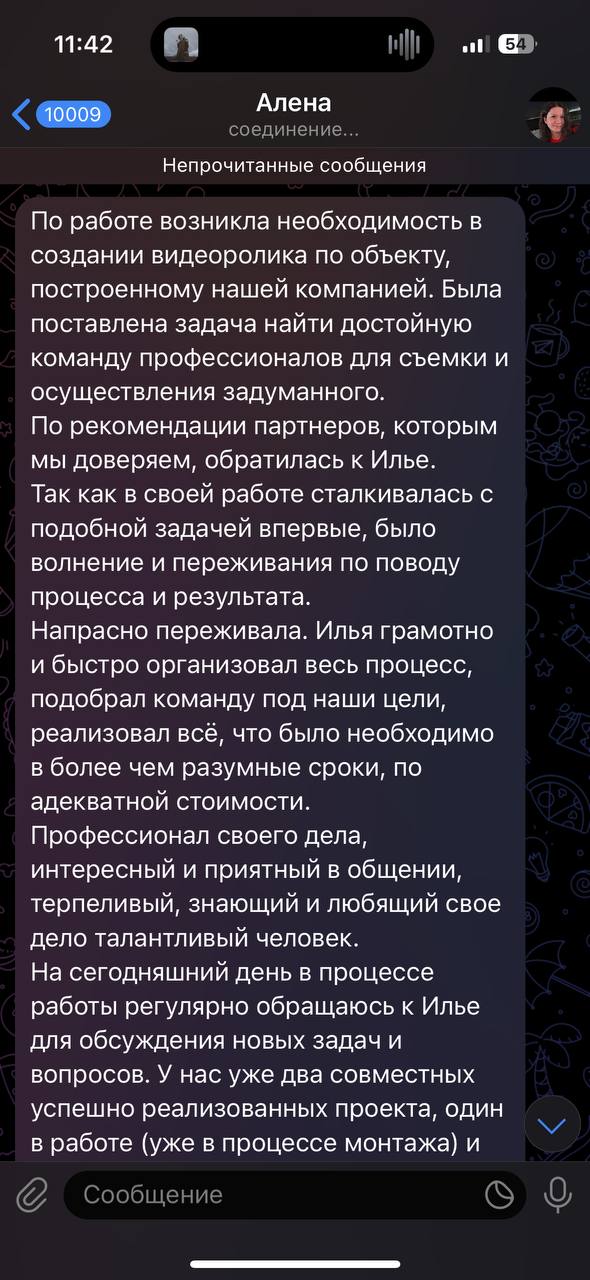 11:42
54
10009
Алена
соединение...
Непрочитанные сообщения
По работе возникла необходимость в
создании видеоролика по объекту,
построенному нашей компанией. Была
поставлена задача найти достойную
команду профессионалов для съемки и
осуществления задуманного.
По рекомендации партнеров, которым
мы доверяем, обратилась к Илье.
Так как в своей работе сталкивалась с
подобной задачей впервые, было
волнение и переживания по поводу
процесса и результата.
Напрасно переживала. Илья грамотно
и быстро организовал весь процесс,
подобрал команду под наши цели,
реализовал всё, что было необходимо
в более чем разумные сроки, по
адекватной стоимости.
Профессионал своего дела,
интересный и приятный в общении,
терпеливый, знающий и любящий свое
дело талантливый человек.
На сегодняшний день в процессе
работы регулярно обращаюсь к Илье
для обсуждения новых задач и
вопросов. У нас уже два совместных
успешно реализованных проекта, один
в работе (уже в процессе монтажа) и
Сообщение